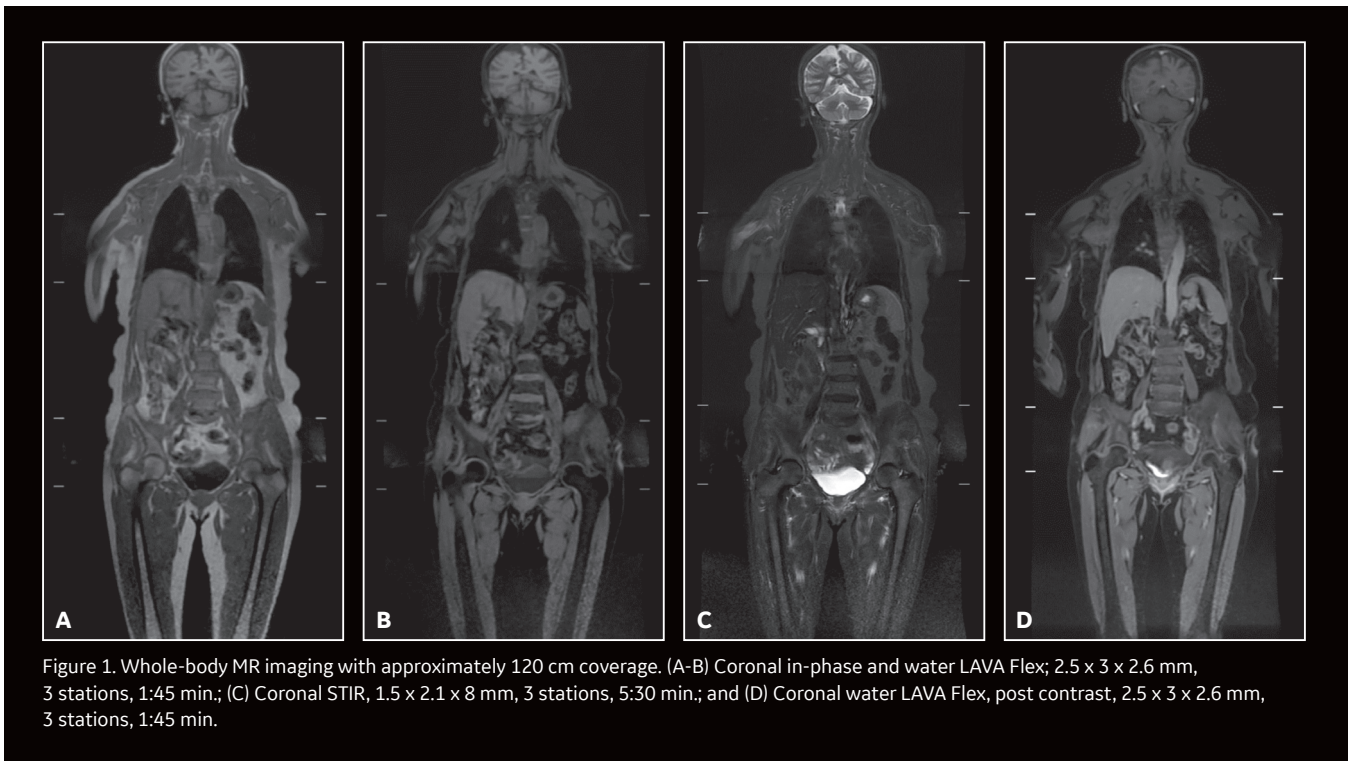 A
B
C
D
Figure 1. Whole-body MR imaging with approximately 120 cm coverage. (A-B) Coronal in-phase and water LAVA Flex; 2.5 x 3 x 2.6 mm,
3 stations, 1:45 min.; (C) Coronal STIR, 1.5 x 2.1 x 8 mm, 3 stations, 5:30 min.; and (D) Coronal water LAVA Flex, post contrast, 2.5 x 3 x 2.6 mm,
3 stations, 1:45 min.